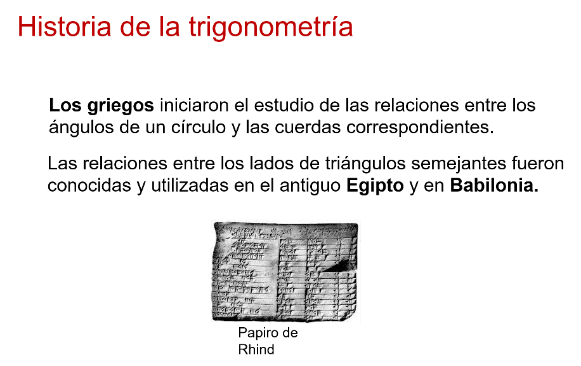 Historia de la trigonometría
Los griegos iniciaron el estudio de las relaciones entre los
ángulos de un círculo y las cuerdas correspondientes.
Las relaciones entre los lados de triángulos semejantes fueron
conocidas y utilizadas en el antiguo Egipto y en Babilonia.
Papiro de
Rhind